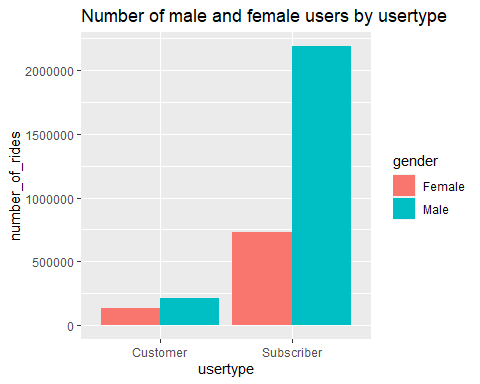 Number of male and female users by usertype
number_of_rides
2000000
1500000
1000000
500000
0
Customer
Subscriber
usertype
gender
Female
Male